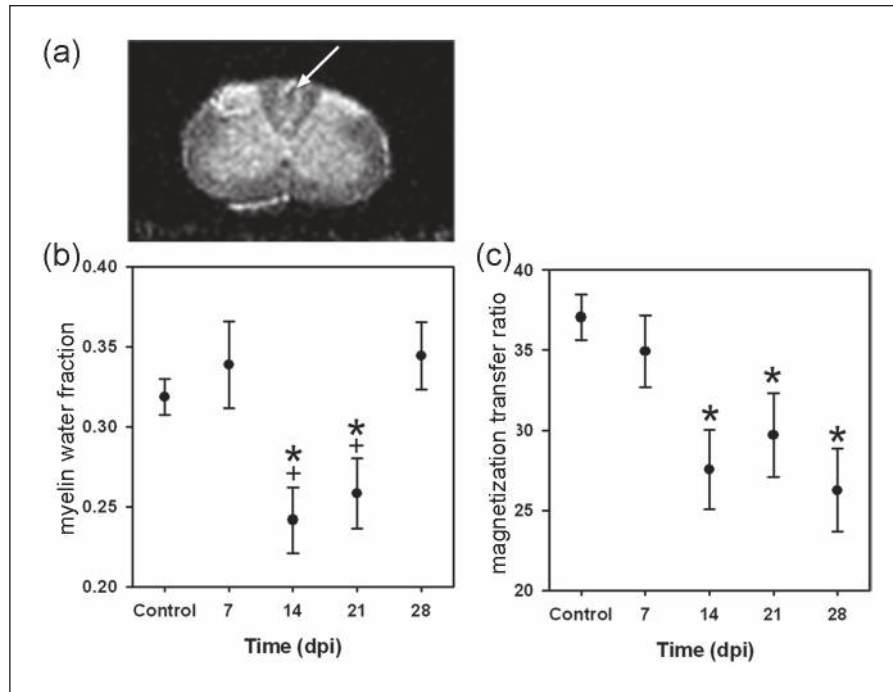 (a)
(b)
myelin water fraction
0.40
0.35
0.30
0.25
0.20
*
+
*
+
Control 7 14 21 28
Time (dpi)
(c)
magnetization transfer ratio
40
35
30
25
20
*
*
*
Control 7 14 21 28
Time (dpi)